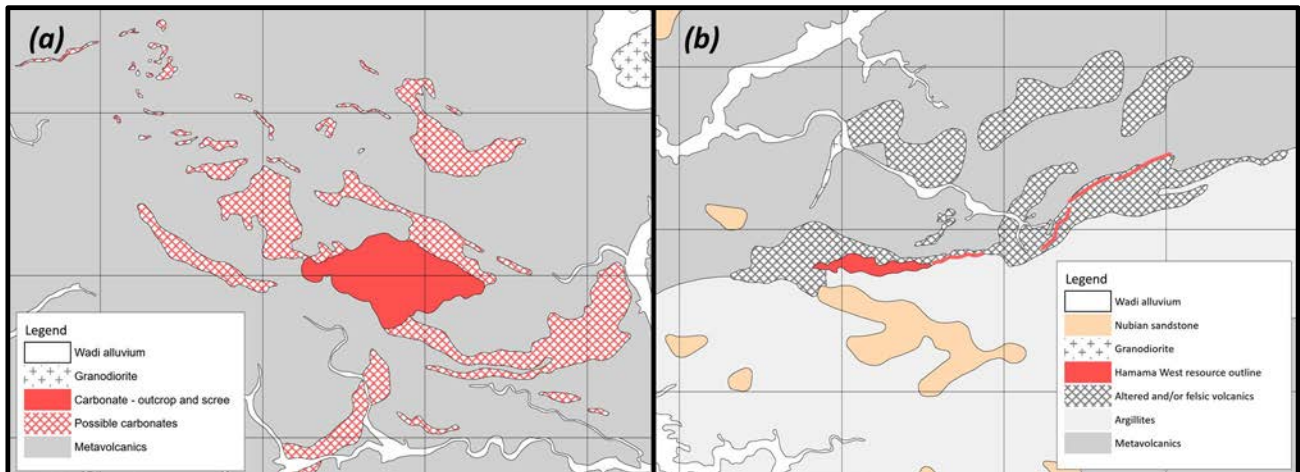 (a)
Legend
Wadi alluvium
Granodiorite
Carbonate - outcrop and scree
Possible carbonates
Metavolcanics
(b)
Legend
Wadi alluvium
Nubian sandstone
Granodiorite
Hamama West resource outline
Altered and/or felsic volcanics
Argillites
Metavolcanics